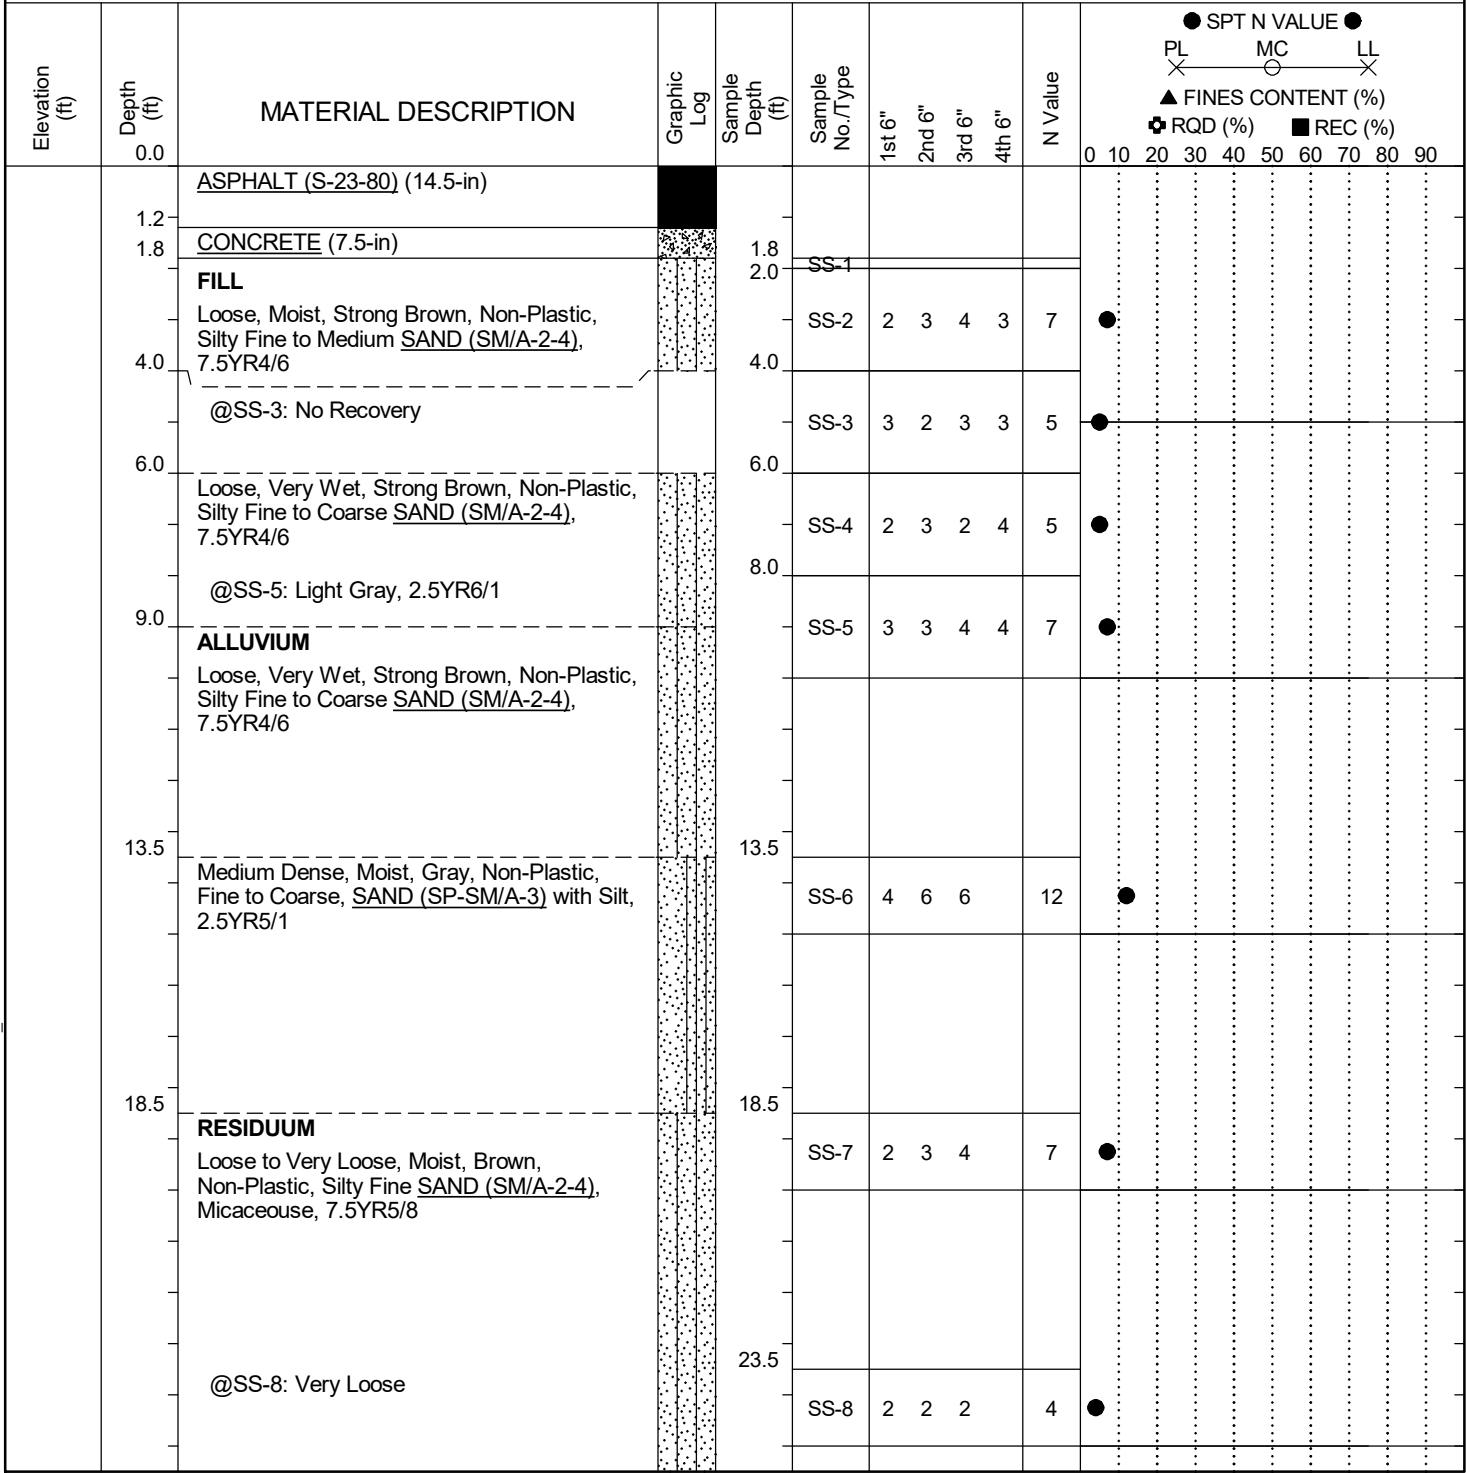 ● SPT N VALUE ●
PL MC LL
▲ FINES CONTENT (%)
RQD (%) ■ REC (%)
Elevation (ft)
Depth (ft)
MATERIAL DESCRIPTION
Graphic Log
Sample Depth (ft)
Sample No./Type
1st 6"
2nd 6"
3rd 6"
4th 6"
N Value
0.0
0 10 20 30 40 50 60 70 80 90
ASPHALT (S-23-80) (14.5-in)
1.2
CONCRETE (7.5-in)
1.8 1.8
SS-1
2.0
FILL
Loose, Moist, Strong Brown, Non-Plastic,
Silty Fine to Medium SAND (SM/A-2-4),
7.5YR4/6
SS-2 2 3 4 3 7
4.0 4.0
@SS-3: No Recovery
SS-3 3 2 3 3 5
6.0 6.0
Loose, Very Wet, Strong Brown, Non-Plastic,
Silty Fine to Coarse SAND (SM/A-2-4),
7.5YR4/6
SS-4 2 3 2 4 5
8.0
@SS-5: Light Gray, 2.5YR6/1
9.0
SS-5 3 3 4 4 7
ALLUVIUM
Loose, Very Wet, Strong Brown, Non-Plastic,
Silty Fine to Coarse SAND (SM/A-2-4),
7.5YR4/6
13.5 13.5
Medium Dense, Moist, Gray, Non-Plastic,
Fine to Coarse, SAND (SP-SM/A-3) with Silt,
2.5YR5/1
SS-6 4 6 6 12
18.5 18.5
RESIDUUM
Loose to Very Loose, Moist, Brown,
Non-Plastic, Silty Fine SAND (SM/A-2-4),
Micaceouse, 7.5YR5/8
SS-7 2 3 4 7
23.5
@SS-8: Very Loose
SS-8 2 2 2 4